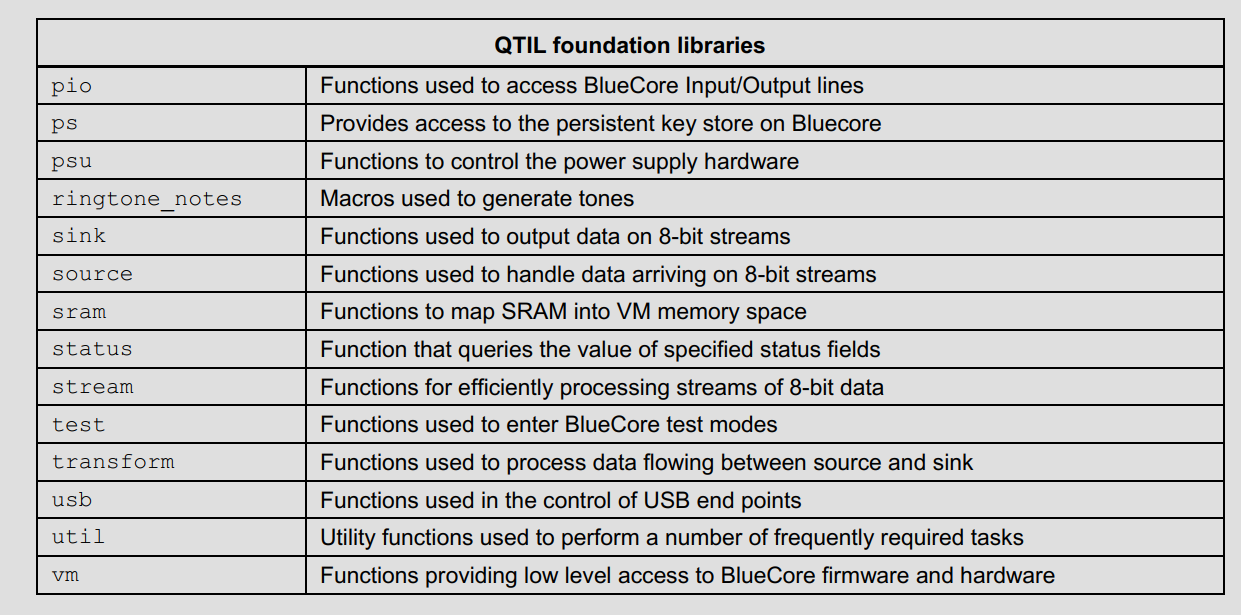 QTIL foundation libraries
pio Functions used to access BlueCore Input/Output lines
ps Provides access to the persistent key store on Bluecore
psu Functions to control the power supply hardware
ringtone_notes Macros used to generate tones
sink Functions used to output data on 8-bit streams
source Functions used to handle data arriving on 8-bit streams
sram Functions to map SRAM into VM memory space
status Function that queries the value of specified status fields
stream Functions for efficiently processing streams of 8-bit data
test Functions used to enter BlueCore test modes
transform Functions used to process data flowing between source and sink
usb Functions used in the control of USB end points
util Utility functions used to perform a number of frequently required tasks
vm Functions providing low level access to BlueCore firmware and hardware